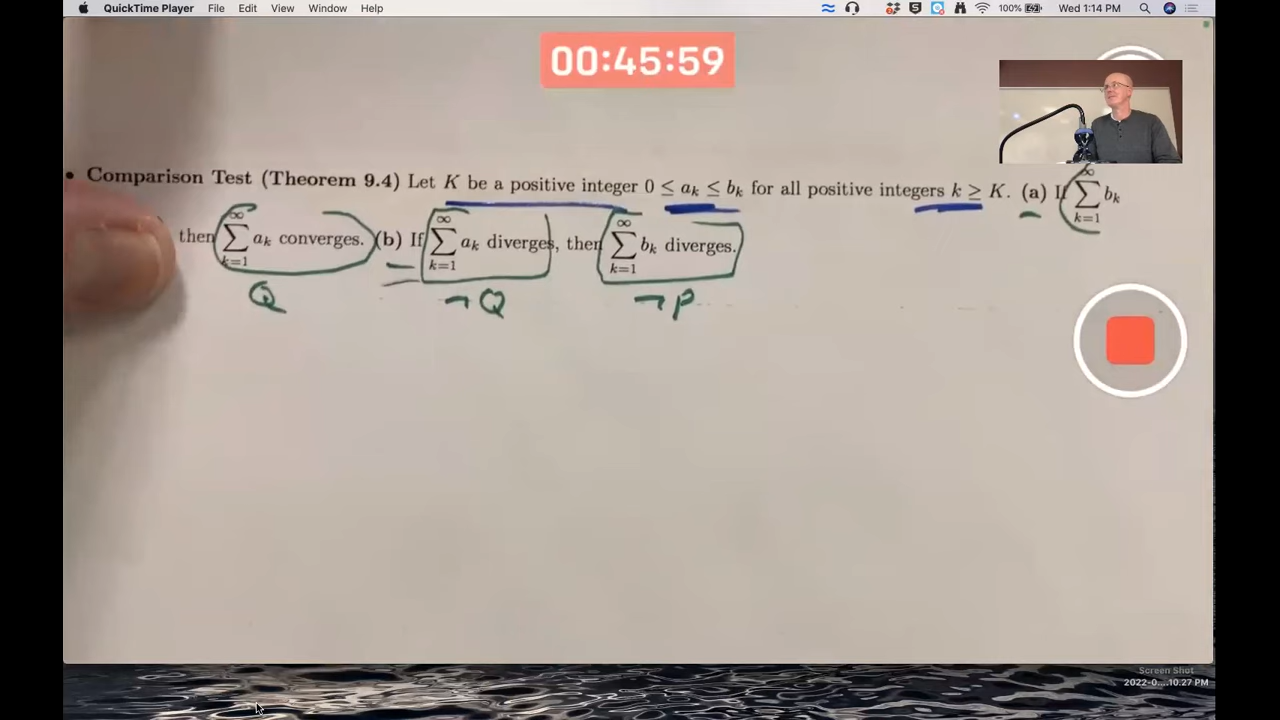 QuickTime Player File Edit View Window Help 100% Wed 1:14 PM
00:45:59
• Comparison Test (Theorem 9.4) Let K be a positive integer 0 ≤ a_k ≤ b_k for all positive integers k ≥ K. (a) If ∑_{k=1}^{∞} b_k
then ∑_{k=1}^{∞} a_k converges. (b) If ∑_{k=1}^{∞} a_k diverges, then ∑_{k=1}^{∞} b_k diverges.
Q ¬Q ¬P
Screen Shot
2022-0....10.27 PM